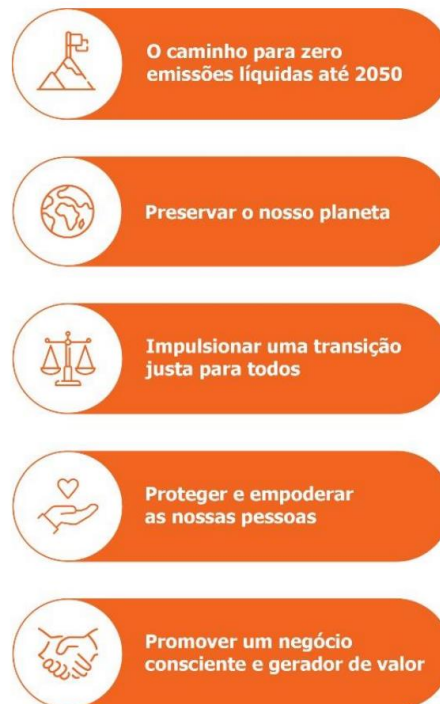 O caminho para zero
emissões líquidas até 2050
Preservar o nosso planeta
Impulsionar uma transição
justa para todos
Proteger e empoderar
as nossas pessoas
Promover um negócio
consciente e gerador de valor